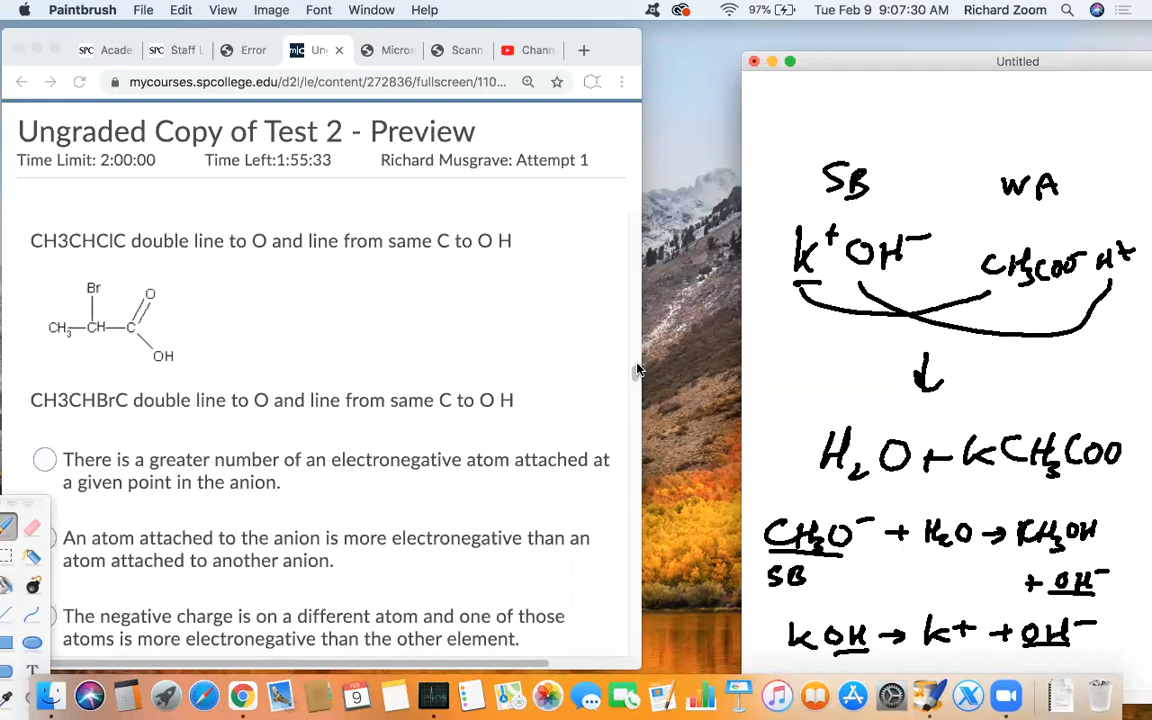 Paintbrush File Edit View Image Font Window Help 97% Tue Feb 9 9:07:30 AM Richard Zoom
SPC Acade SPC Staff L Error Un Micros Scann Chann
mycourses.spcollege.edu/d2l/le/content/272836/fullscreen/110...
Ungraded Copy of Test 2 - Preview
Time Limit: 2:00:00 Time Left:1:55:33 Richard Musgrave: Attempt 1
CH3CHClC double line to O and line from same C to O H
Br
O
CH3 CH C
OH
CH3CHBrC double line to O and line from same C to O H
There is a greater number of an electronegative atom attached at
a given point in the anion.
An atom attached to the anion is more electronegative than an
atom attached to another anion.
The negative charge is on a different atom and one of those
atoms is more electronegative than the other element.
T
Untitled
SB WA
K+ OH- CH3COO- H+
↓
H2O + KCH3COO
CH3O- + H2O → CH3OH
SB + OH-
KOH → K+ + OH-